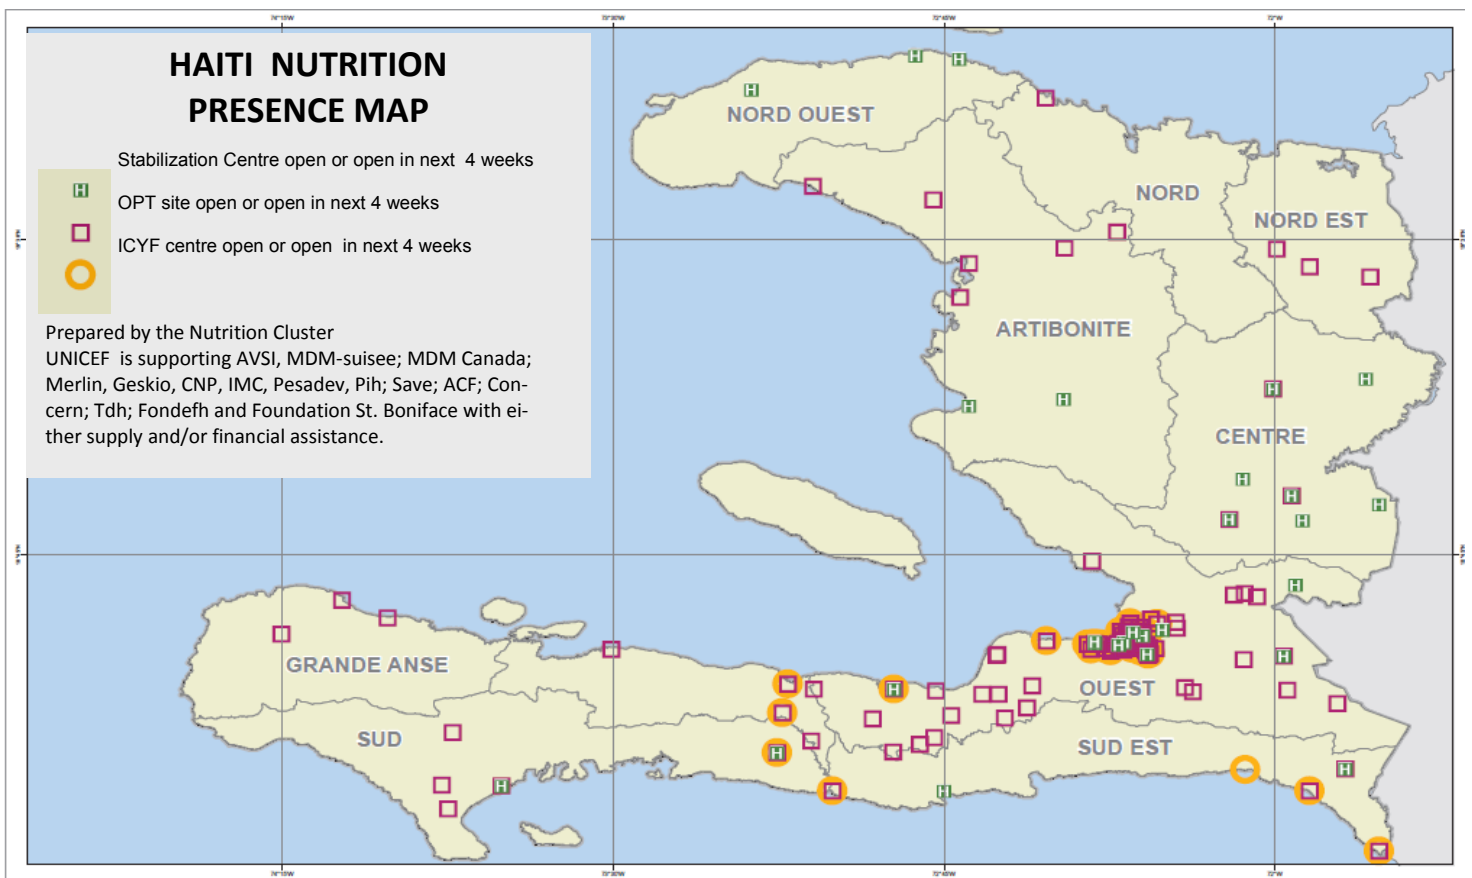 HAITI NUTRITION
PRESENCE MAP
Stabilization Centre open or open in next 4 weeks
OPT site open or open in next 4 weeks
ICYF centre open or open in next 4 weeks
Prepared by the Nutrition Cluster
UNICEF is supporting AVSI, MDM-suisee; MDM Canada;
Merlin, Geskio, CNP, IMC, Pesadev, Pih; Save; ACF; Con-
cern; Tdh; Fondefh and Foundation St. Boniface with ei-
ther supply and/or financial assistance.
NORD OUEST
NORD
NORD EST
ARTIBONITE
CENTRE
GRANDE ANSE
OUEST
SUD
SUD EST